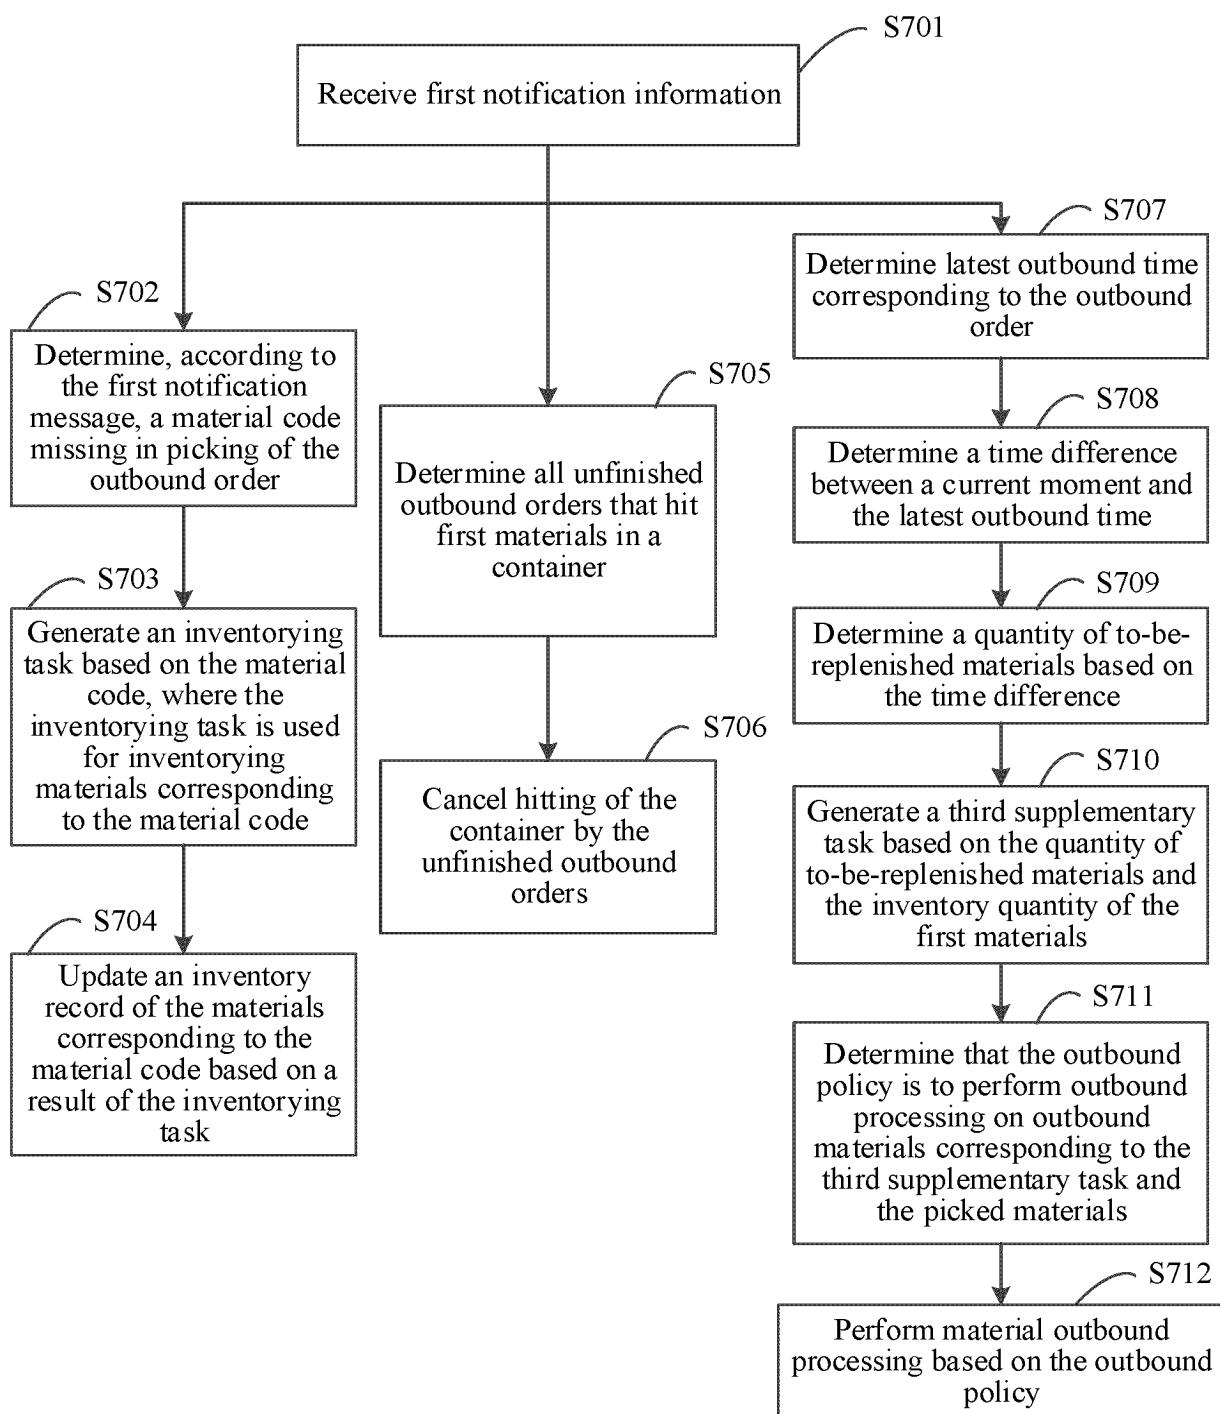 S701
Receive first notification information
S702
Determine, according to
the first notification
message, a material code
missing in picking of the
outbound order
S703
Generate an inventorying
task based on the material
code, where the
inventorying task is used
for inventorying
materials corresponding
to the material code
S704
Update an inventory
record of the materials
corresponding to the
material code based on a
result of the inventorying
task
S705
Determine all unfinished
outbound orders that hit
first materials in a
container
S706
Cancel hitting of the
container by the
unfinished outbound
orders
S707
Determine latest outbound time
corresponding to the outbound
order
S708
Determine a time difference
between a current moment and
the latest outbound time
S709
Determine a quantity of to-be-
replenished materials based on
the time difference
S710
Generate a third supplementary
task based on the quantity of
to-be-replenished materials and
the inventory quantity of the
first materials
S711
Determine that the outbound
policy is to perform outbound
processing on outbound
materials corresponding to the
third supplementary task and
the picked materials
S712
Perform material outbound
processing based on the outbound
policy